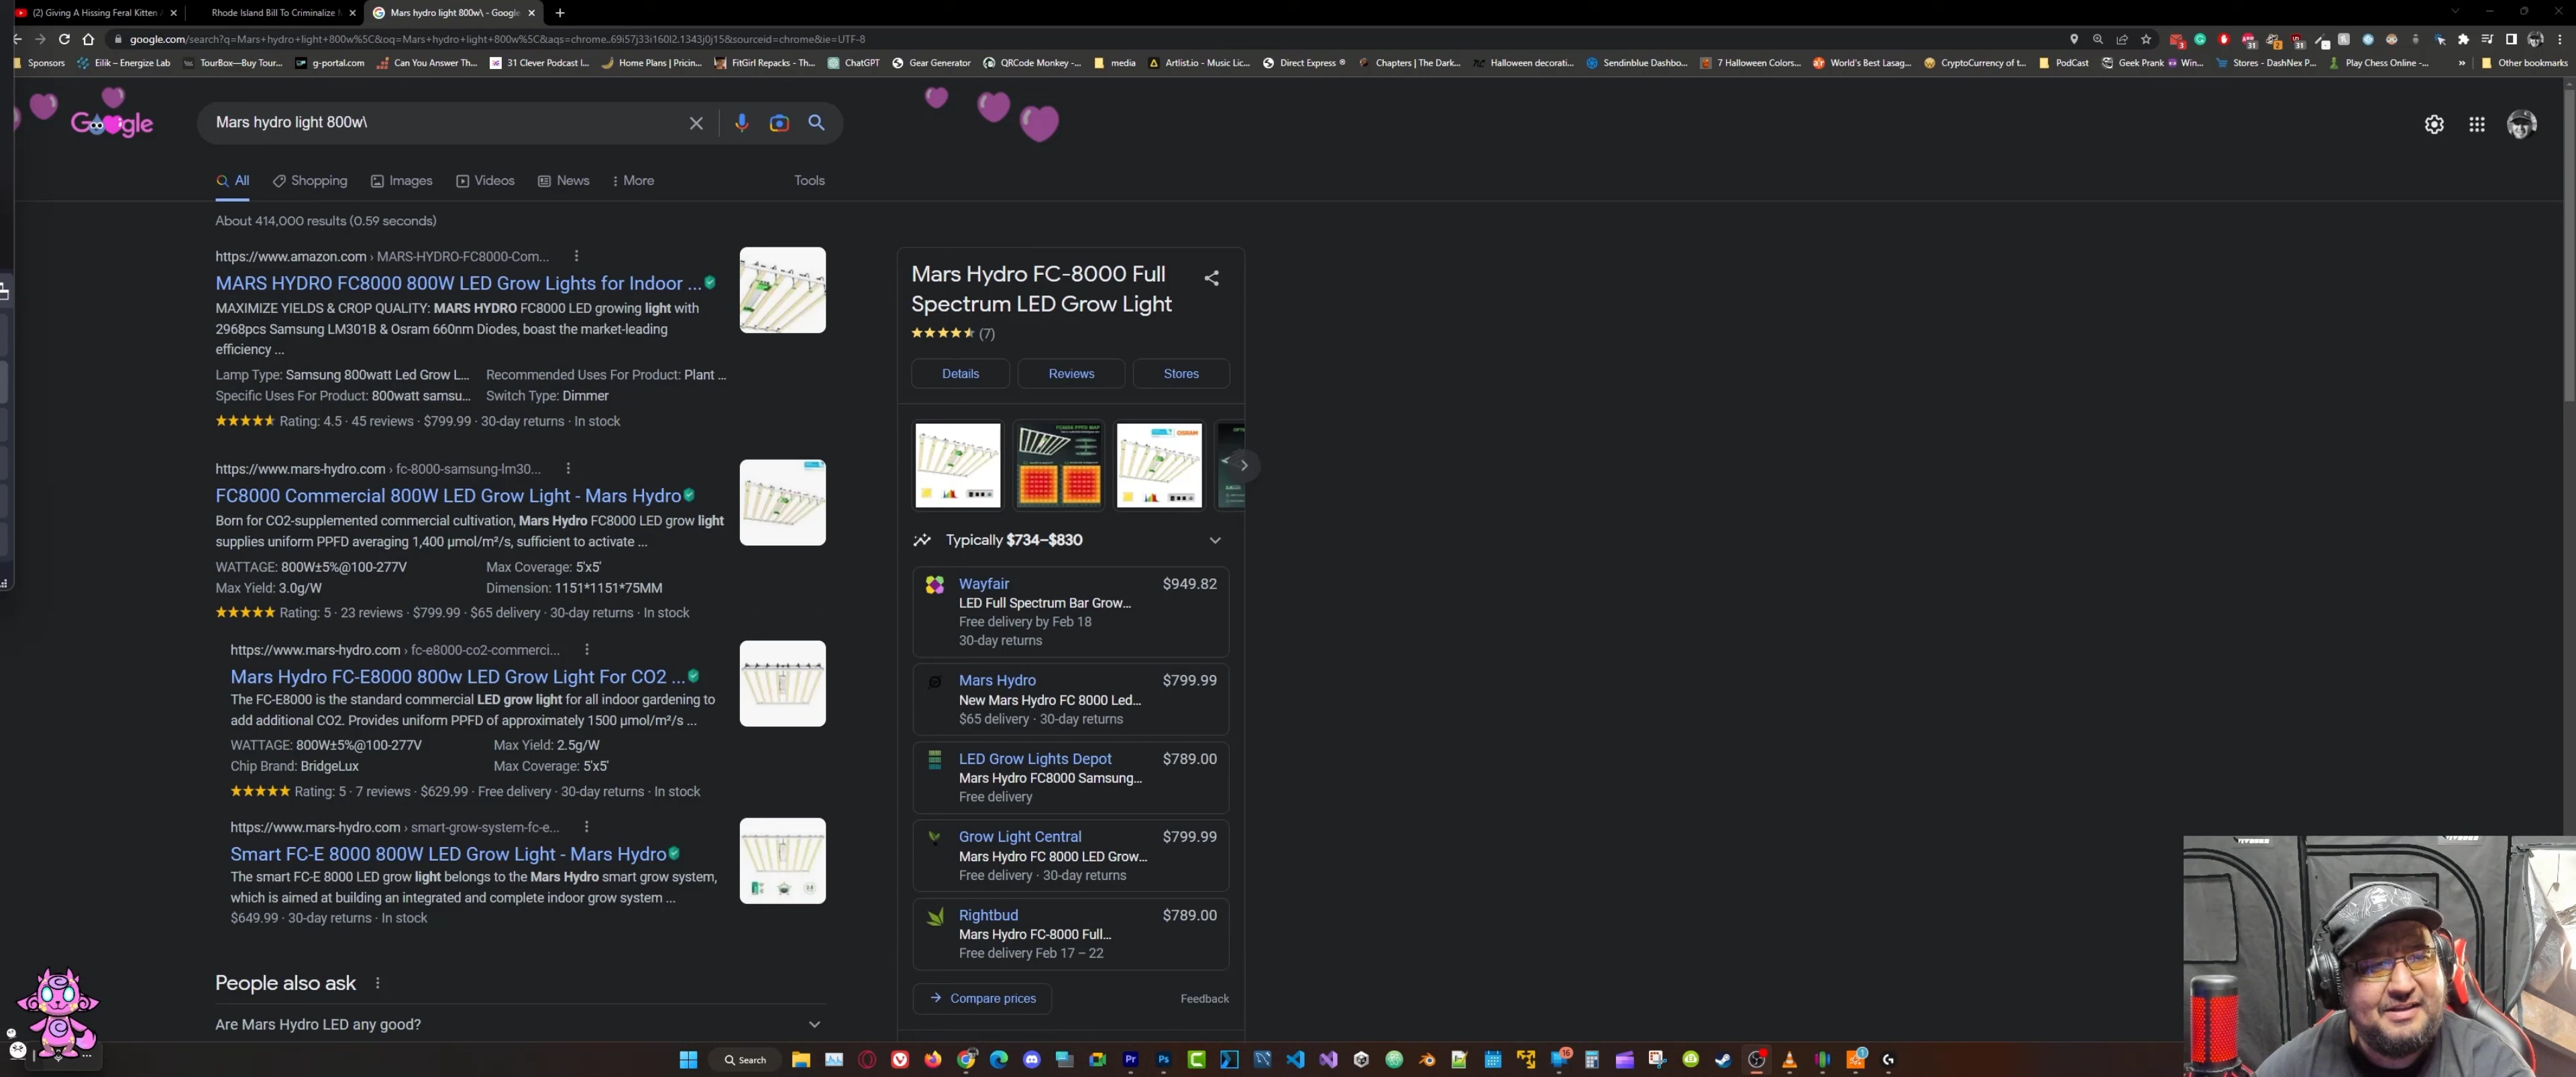 (2) Giving A Hissing Feral Kitten
Rhode Island Bill To Criminalize
Mars hydro light 800w\ - Google
google.com/search?q=Mars+hydro+light+800w%5C&oq=Mars+hydro+light+800w%5C&aqs=chrome..69i57j33i160l2.1343j0j15&sourceid=chrome&ie=UTF-8
Sponsors
Eilik – Energize Lab
TourBox—Buy Tour...
g-portal.com
Can You Answer Th...
31 Clever Podcast I...
Home Plans | Pricin...
FitGirl Repacks - Th...
ChatGPT
Gear Generator
QRCode Monkey -...
media
Artlist.io - Music Lic...
Direct Express ®
Chapters | The Dark...
Halloween decorati...
Sendinblue Dashbo...
7 Halloween Colors...
World's Best Lasag...
CryptoCurrency of t...
PodCast
Geek Prank Win...
Stores - DashNex P...
Play Chess Online -...
»
Other bookmarks
Google
Mars hydro light 800w\
All
Shopping
Images
Videos
News
More
Tools
About 414,000 results (0.59 seconds)
https://www.amazon.com › MARS-HYDRO-FC8000-Com...
MARS HYDRO FC8000 800W LED Grow Lights for Indoor ...
MAXIMIZE YIELDS & CROP QUALITY: MARS HYDRO FC8000 LED growing light with
2968pcs Samsung LM301B & Osram 660nm Diodes, boast the market-leading
efficiency ...
Lamp Type: Samsung 800watt Led Grow L... Recommended Uses For Product: Plant ...
Specific Uses For Product: 800watt samsu... Switch Type: Dimmer
Rating: 4.5 · 45 reviews · $799.99 · 30-day returns · In stock
https://www.mars-hydro.com › fc-8000-samsung-lm30...
FC8000 Commercial 800W LED Grow Light - Mars Hydro
Born for CO2-supplemented commercial cultivation, Mars Hydro FC8000 LED grow light
supplies uniform PPFD averaging 1,400 μmol/m²/s, sufficient to activate ...
WATTAGE: 800W±5%@100-277V Max Coverage: 5'x5'
Max Yield: 3.0g/W Dimension: 1151*1151*75MM
Rating: 5 · 23 reviews · $799.99 · $65 delivery · 30-day returns · In stock
https://www.mars-hydro.com › fc-e8000-co2-commerci...
Mars Hydro FC-E8000 800w LED Grow Light For CO2 ...
The FC-E8000 is the standard commercial LED grow light for all indoor gardening to
add additional CO2. Provides uniform PPFD of approximately 1500 μmol/m²/s ...
WATTAGE: 800W±5%@100-277V Max Yield: 2.5g/W
Chip Brand: BridgeLux Max Coverage: 5'x5'
Rating: 5 · 7 reviews · $629.99 · Free delivery · 30-day returns · In stock
https://www.mars-hydro.com › smart-grow-system-fc-e...
Smart FC-E 8000 800W LED Grow Light - Mars Hydro
The smart FC-E 8000 LED grow light belongs to the Mars Hydro smart grow system,
which is aimed at building an integrated and complete indoor grow system ...
$649.99 · 30-day returns · In stock
People also ask
Are Mars Hydro LED any good?
Mars Hydro FC-8000 Full
Spectrum LED Grow Light
(7)
Details
Reviews
Stores
OSRAM
Typically $734–$830
Wayfair $949.82
LED Full Spectrum Bar Grow...
Free delivery by Feb 18
30-day returns
Mars Hydro $799.99
New Mars Hydro FC 8000 Led...
$65 delivery · 30-day returns
LED Grow Lights Depot $789.00
Mars Hydro FC8000 Samsung...
Free delivery
Grow Light Central $799.99
Mars Hydro FC 8000 LED Grow...
Free delivery · 30-day returns
Rightbud $789.00
Mars Hydro FC-8000 Full...
Free delivery Feb 17 – 22
Compare prices
Feedback
Search